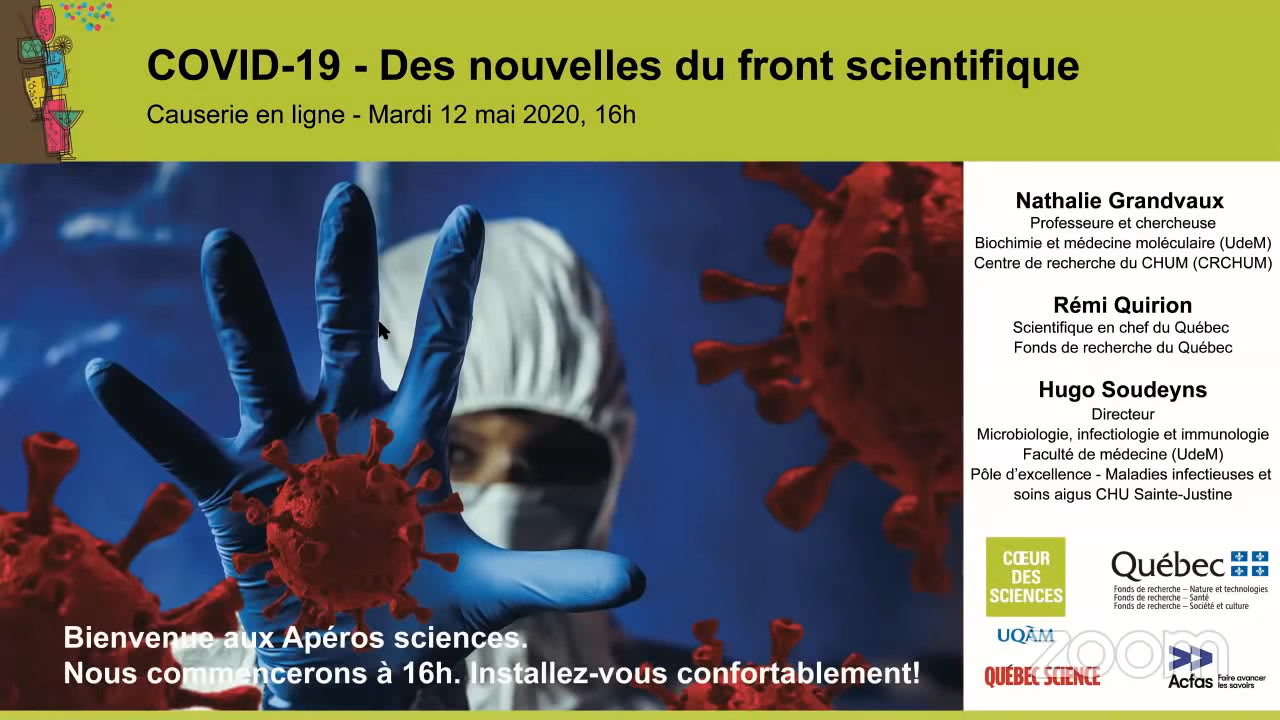 COVID-19 - Des nouvelles du front scientifique
Causerie en ligne - Mardi 12 mai 2020, 16h
Nathalie Grandvaux
Professeure et chercheuse
Biochimie et médecine moléculaire (UdeM)
Centre de recherche du CHUM (CRCHUM)
Rémi Quirion
Scientifique en chef du Québec
Fonds de recherche du Québec
Hugo Soudeyns
Directeur
Microbiologie, infectiologie et immunologie
Faculté de médecine (UdeM)
Pôle d'excellence - Maladies infectieuses et
soins aigus CHU Sainte-Justine
Bienvenue aux Apéros sciences.
Nous commencerons à 16h. Installez-vous confortablement!
CŒUR
DES
SCIENCES
UQÀM
Québec
Fonds de recherche – Nature et technologies
Fonds de recherche – Santé
Fonds de recherche – Société et culture
zoom
QUÉBEC SCIENCE
Acfas
Faire avancer
les savoirs